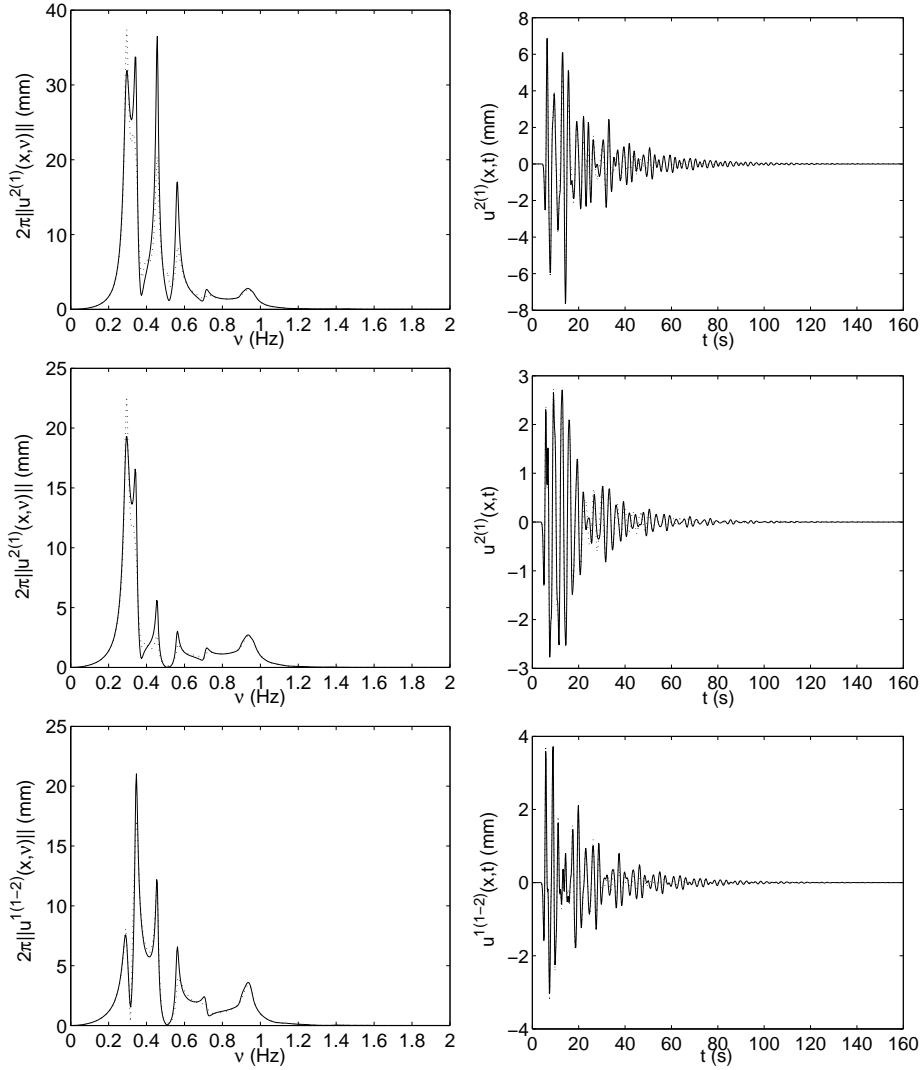 40
30
20
10
0
2π||u^2(1)(x,ν)|| (mm)
0 0.2 0.4 0.6 0.8 1 1.2 1.4 1.6 1.8 2
ν (Hz)
8
6
4
2
0
−2
−4
−6
−8
u^2(1)(x,t) (mm)
0 20 40 60 80 100 120 140 160
t (s)
25
20
15
10
5
0
2π||u^2(1)(x,ν)|| (mm)
0 0.2 0.4 0.6 0.8 1 1.2 1.4 1.6 1.8 2
ν (Hz)
3
2
1
0
−1
−2
−3
u^2(1)(x,t)
0 20 40 60 80 100 120 140 160
t (s)
25
20
15
10
5
0
2π||u^1(1−2)(x,ν)|| (mm)
0 0.2 0.4 0.6 0.8 1 1.2 1.4 1.6 1.8 2
ν (Hz)
4
2
0
−2
−4
u^1(1−2)(x,t) (mm)
0 20 40 60 80 100 120 140 160
t (s)